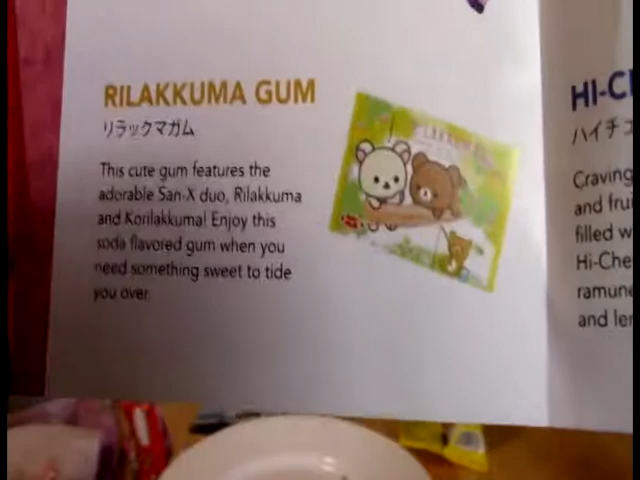 RILAKKUMA GUM
リラックマガム
This cute gum features the
adorable San-X duo, Rilakkuma
and Korilakkuma! Enjoy this
soda flavored gum when you
need something sweet to tide
you over.
HI-C
ハイチ
Craving
and fru
filled w
Hi-Che
ramune
and le